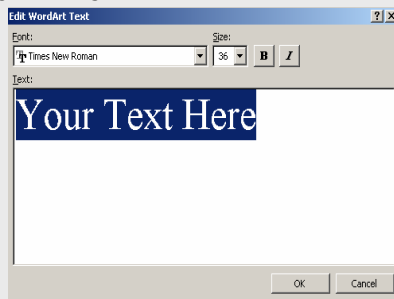 Edit WordArt Text
Font: Size:
Times New Roman 36 B I
Text:
Your Text Here
OK Cancel